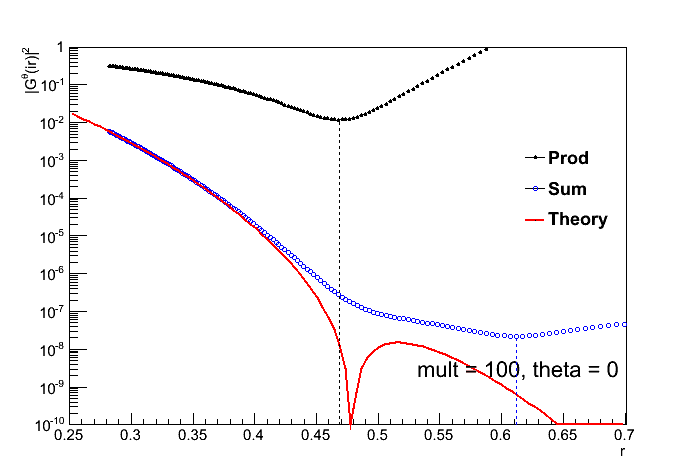 |G^θ(ir)|²
1
10⁻¹
10⁻²
10⁻³
10⁻⁴
10⁻⁵
10⁻⁶
10⁻⁷
10⁻⁸
10⁻⁹
10⁻¹⁰
Prod
Sum
Theory
mult = 100, theta = 0
0.25 0.3 0.35 0.4 0.45 0.5 0.55 0.6 0.65 0.7
r